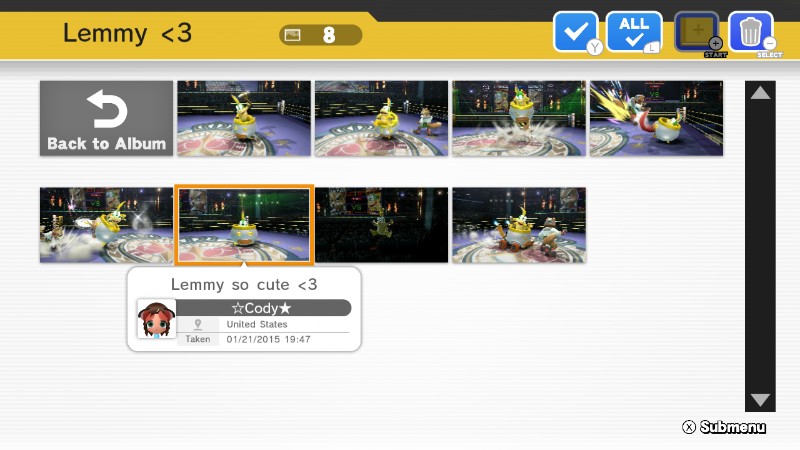 Lemmy <3
8
Y
ALL
L
+
START
−
SELECT
Back to Album
Lemmy so cute <3
☆Cody★
United States
Taken
01/21/2015 19:47
X Submenu